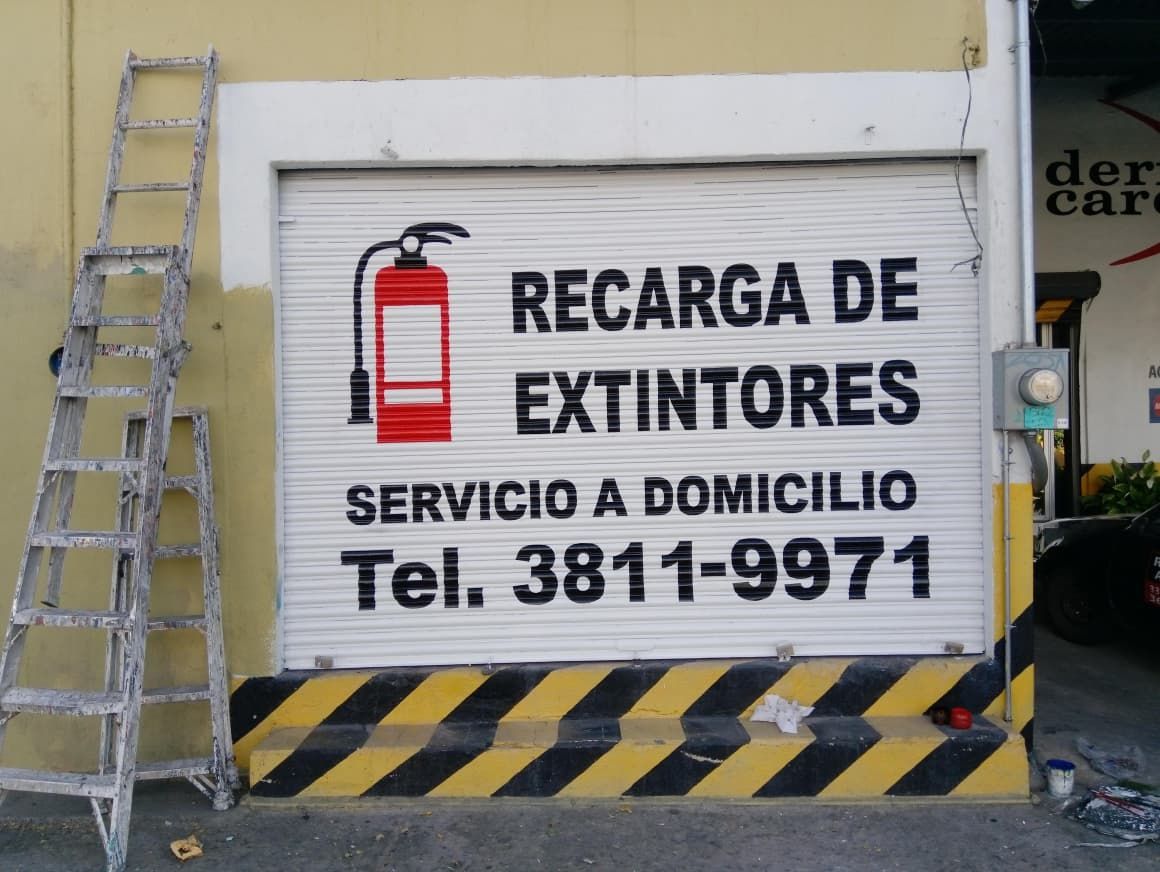 RECARGA DE
EXTINTORES
SERVICIO A DOMICILIO
Tel. 3811-9971